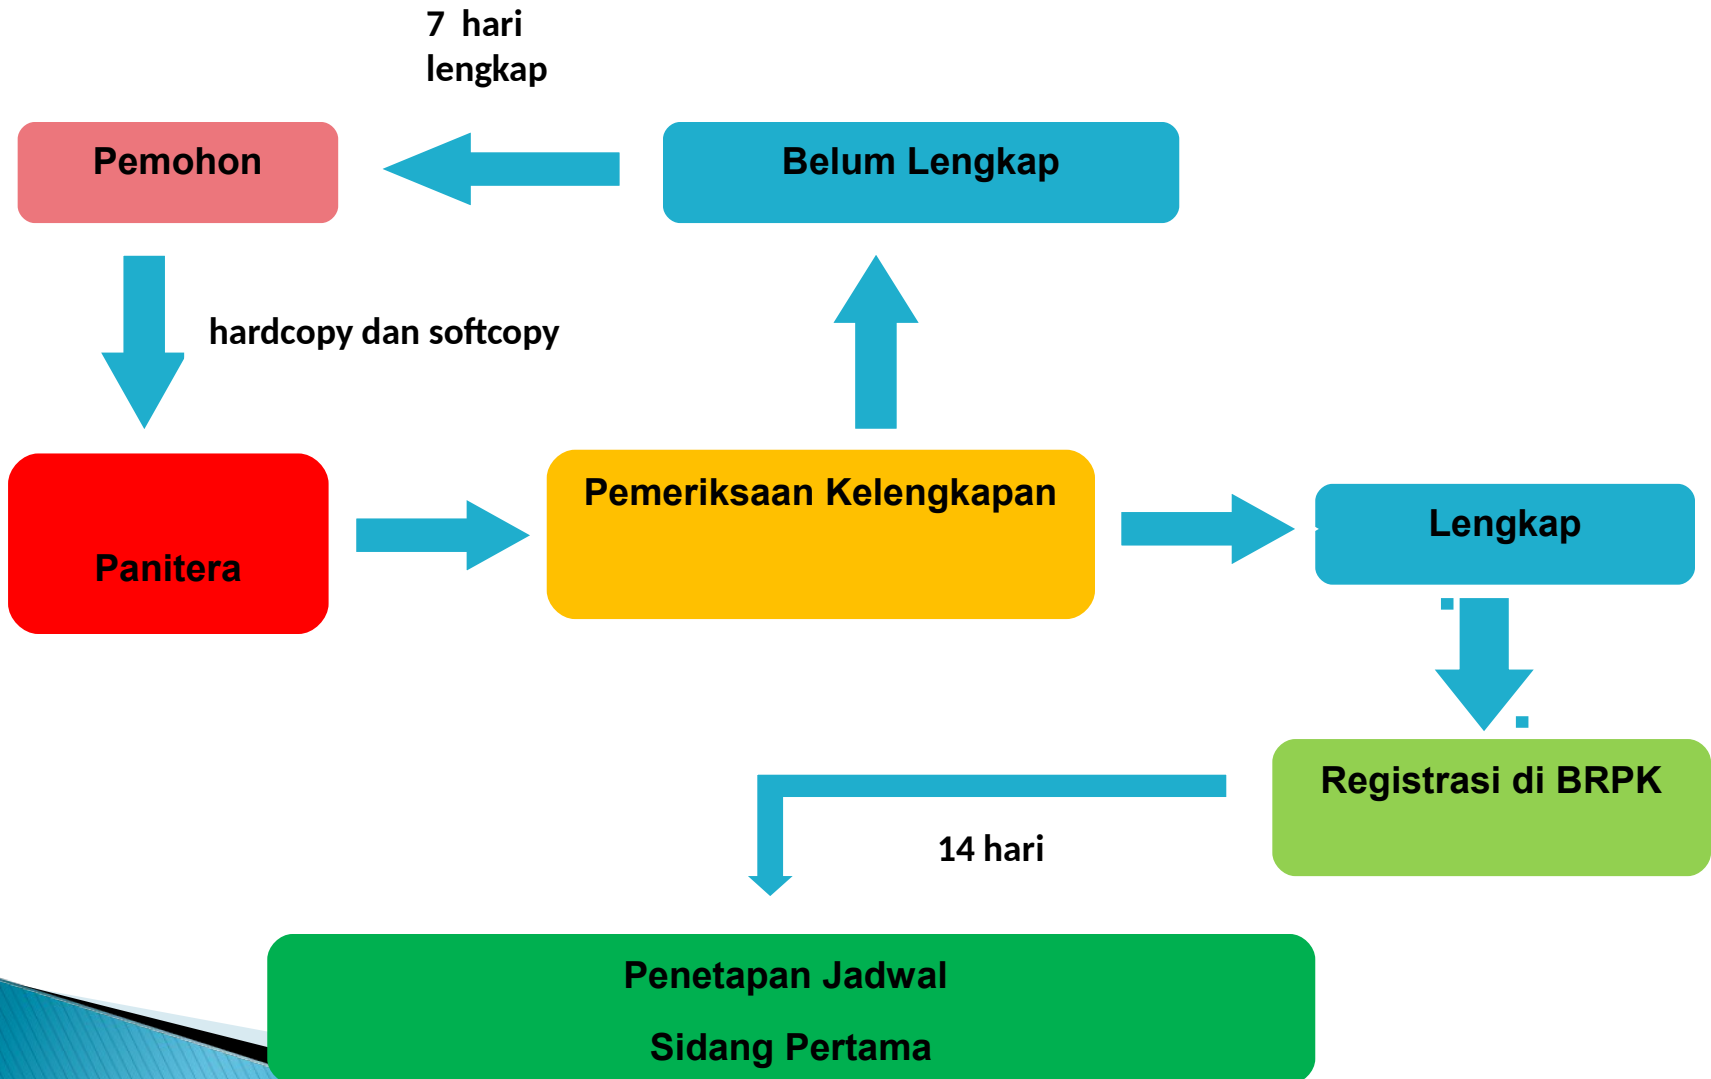 7  hari
lengkap
Pemohon
Belum Lengkap
hardcopy dan softcopy
Panitera
Pemeriksaan Kelengkapan
Lengkap
Registrasi di BRPK
14 hari
Penetapan Jadwal
Sidang Pertama